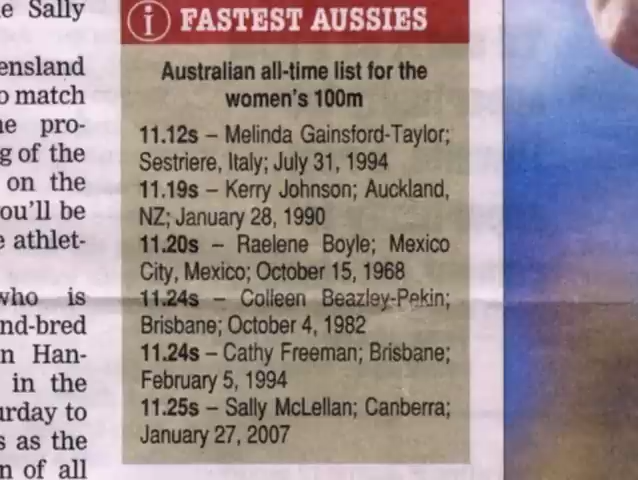 e Sally
ensland
o match
e pro-
g of the
on the
ou'll be
e athlet-
who is
nd-bred
n Han-
in the
urday to
s as the
n of all
i FASTEST AUSSIES
Australian all-time list for the
women's 100m
11.12s – Melinda Gainsford-Taylor;
Sestriere, Italy; July 31, 1994
11.19s – Kerry Johnson; Auckland,
NZ; January 28, 1990
11.20s – Raelene Boyle; Mexico
City, Mexico; October 15, 1968
11.24s – Colleen Beazley-Pekin;
Brisbane; October 4, 1982
11.24s – Cathy Freeman; Brisbane;
February 5, 1994
11.25s – Sally McLellan; Canberra;
January 27, 2007